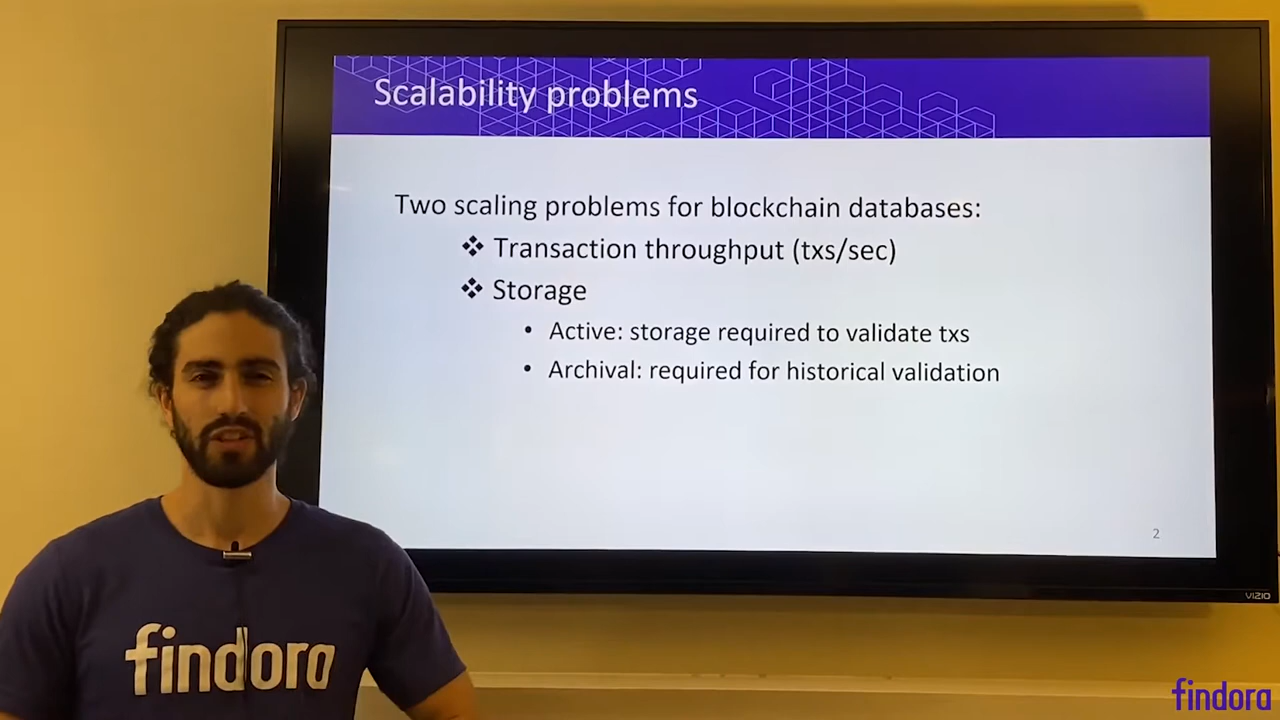 Scalability problems
Two scaling problems for blockchain databases:
❖ Transaction throughput (txs/sec)
❖ Storage
• Active: storage required to validate txs
• Archival: required for historical validation
2
VIZIO
findora
findora